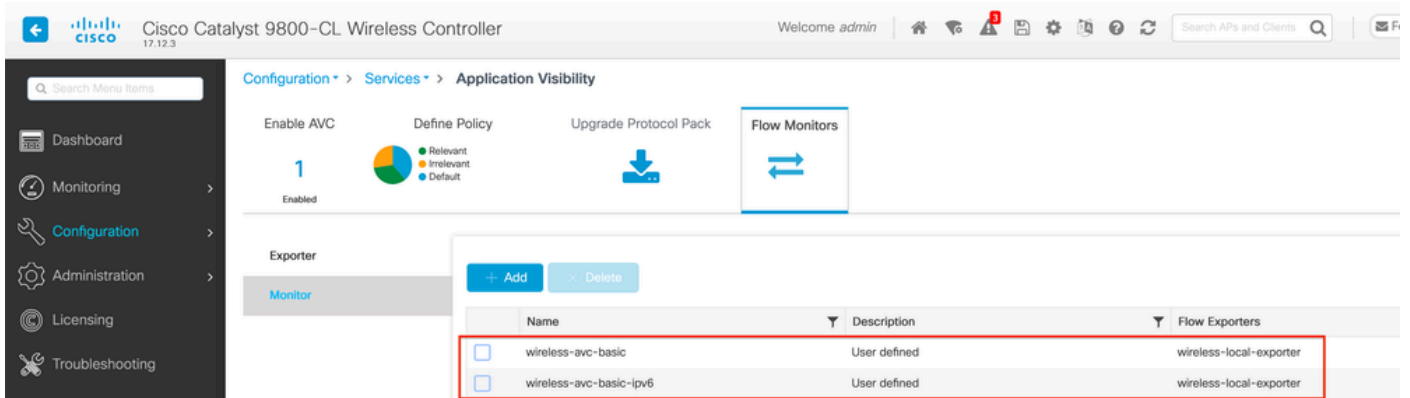 CISCO
Cisco Catalyst 9800-CL Wireless Controller
17.12.3
Welcome admin
3
Search APs and Clients
Search Menu Items
Dashboard
Monitoring
Configuration
Administration
Licensing
Troubleshooting
Configuration > Services > Application Visibility
Enable AVC
1
Enabled
Define Policy
Relevant
Irrelevant
Default
Upgrade Protocol Pack
Flow Monitors
Exporter
Monitor
+ Add
× Delete
Name Description Flow Exporters
wireless-avc-basic User defined wireless-local-exporter
wireless-avc-basic-ipv6 User defined wireless-local-exporter